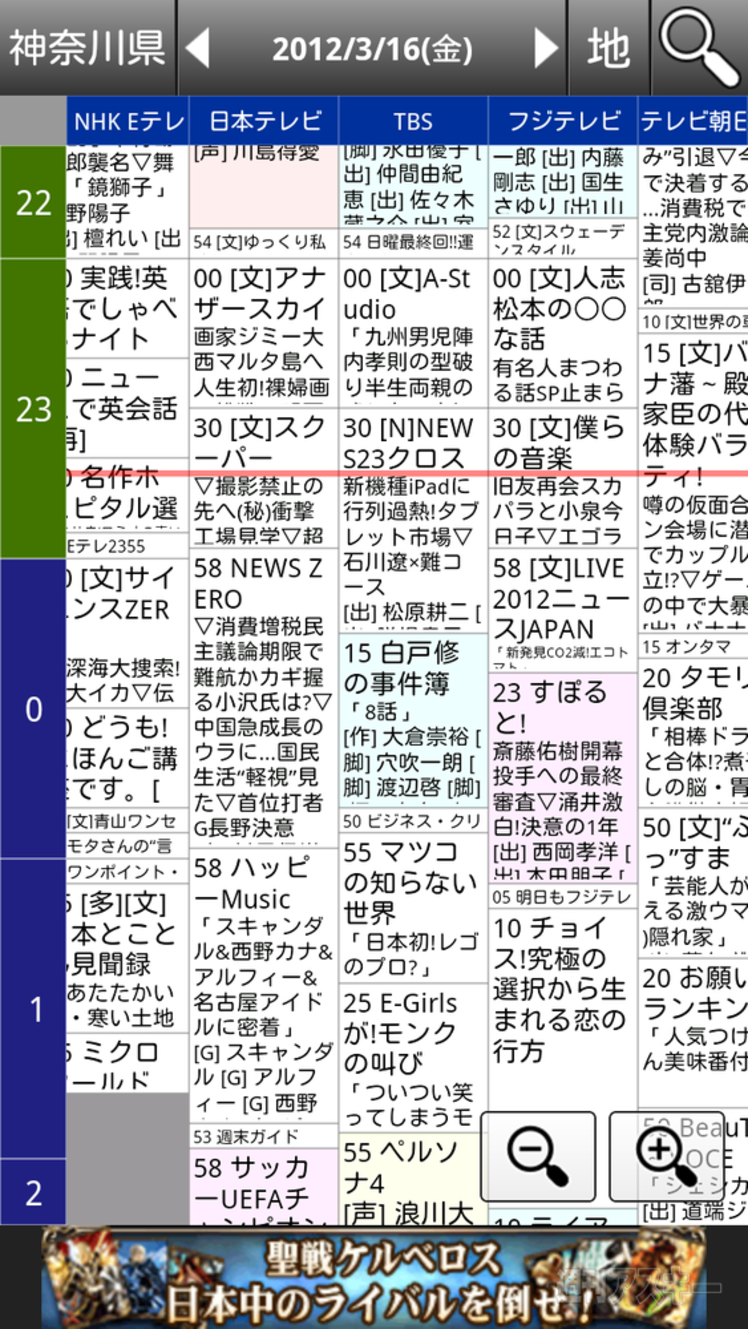 神奈川県
2012/3/16(金)
地
NHK Eテレ
日本テレビ
TBS
フジテレビ
テレビ朝日
22
23
0
1
2
郎襲名▽舞
「鏡獅子」
野陽子
檀れい [出
実践!英
でしゃべ
ナイト
ニュー
で英会話
名作ホ
ピタル選
Eテレ2355
[文]サイ
ンスZER
深海大捜索!
大イカ▽伝
どうも!
ほんご講
です。[
[文]青山ワンセ
モタさんの“言
ワンポイント・
[多][文]
本とこと
見聞録
あたたかい
・寒い土地
ミクロ
ールド
[声] 川島得愛
54 [文]ゆっくり私
00 [文]アナ
ザースカイ
画家ジミー大
西マルタ島へ
人生初!裸婦画
30 [文]スク
ーパー
▽撮影禁止の
先へ(秘)衝撃
工場見学▽超
58 NEWS Z
ERO
▽消費増税民
主議論期限で
難航かカギ握
る小沢氏は?▽
中国急成長の
ウラに…国民
生活“軽視”見
た▽首位打者
G長野決意
58 ハッピ
ーMusic
「スキャンダ
ル&西野カナ&
アルフィー&
名古屋アイド
ルに密着」
[G] スキャンダ
ル [G] アルフ
ィー [G] 西野
53 週末ガイド
58 サッカ
ーUEFAチ
ャンピオン
[脚] 永田優子 [
出] 仲間由紀
恵 [出] 佐々木
蔵之介 [出] 宮
54 日曜最終回!!運
00 [文]A-St
udio
「九州男児陣
内孝則の型破
り半生両親の
30 [N]NEW
S23クロス
新機種iPadに
行列過熱!タブ
レット市場▽
石川遼×難コ
ース
[出] 松原耕二 [
15 白戸修
の事件簿
「8話」
[作] 大倉崇裕 [
脚] 穴吹一朗 [
脚] 渡辺啓 [脚]
50 ビジネス・クリ
55 マツコ
の知らない
世界
「日本初!レゴ
のプロ?」
25 E-Girls
が!モンク
の叫び
「ついつい笑
ってしまうモ
55 ペルソ
ナ4
[声] 浪川大
一郎 [出] 内藤
剛志 [出] 国生
さゆり [出] 山
52 [文]スウェーデ
ンスタイル
00 [文]人志
松本の〇〇
な話
有名人まつわ
る話SP止まら
30 [文]僕ら
の音楽
旧友再会スカ
パラと小泉今
日子▽エゴラ
58 [文]LIVE
2012ニュー
スJAPAN
「新発見CO2減!エコト
23 すぽる
と!
斎藤佑樹開幕
投手への最終
審査▽涌井激
白!決意の1年
[出] 西岡孝洋 [
出] 本田朋子 [
05 明日もフジテレ
10 チョイ
ス!究極の
選択から生
まれる恋の
行方
み”引退▽今
で決着する
…消費税で
主党内激論
姜尚中
[司] 古舘伊
10 [文]世界の
15 [文]バ
ナ藩~殿
家臣の代
体験バラ
ティ!
噂の仮面合
ン会場に潜
でカップル
立!?▽ゲー
の中で大暴
15 オンタマ
20 タモリ
倶楽部
「相棒ドラ
と合体!?煮
しの脳・胃
50 [文]“ぷ
っ”すま
「芸能人が
える激ウマ
)隠れ家」
20 お願い
ランキン
「人気つけ
ん美味番付
BeauT
「ジェシカ
[出] 道端ジ
聖戦ケルベロス
日本中のライバルを倒せ!